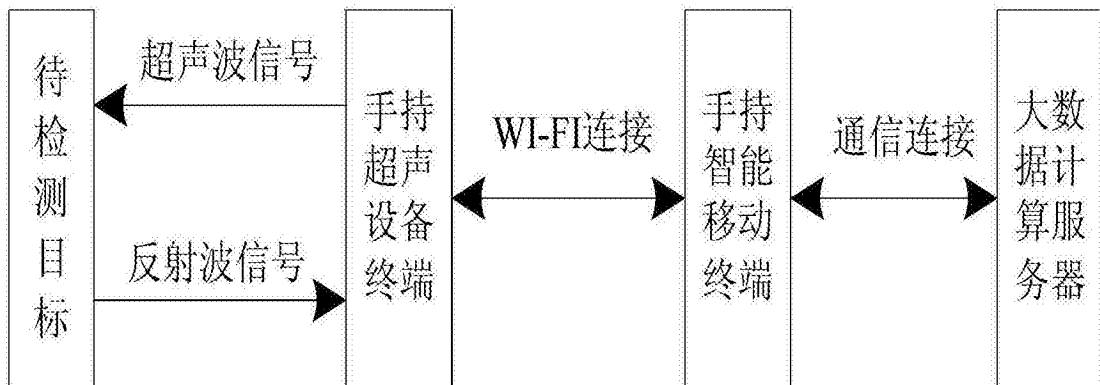 待检测目标
超声波信号
反射波信号
手持
超声
设备
终端
WI-FI连接
手持
智能
移动
终端
通信连接
大数
据计
算服
务器